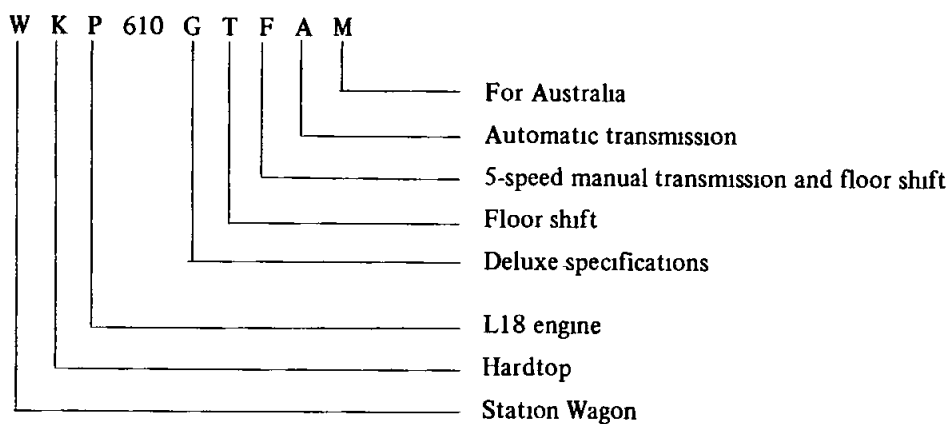 W K P 610 G T F A M
For Australia
Automatic transmission
5-speed manual transmission and floor shift
Floor shift
Deluxe specifications
L18 engine
Hardtop
Station Wagon